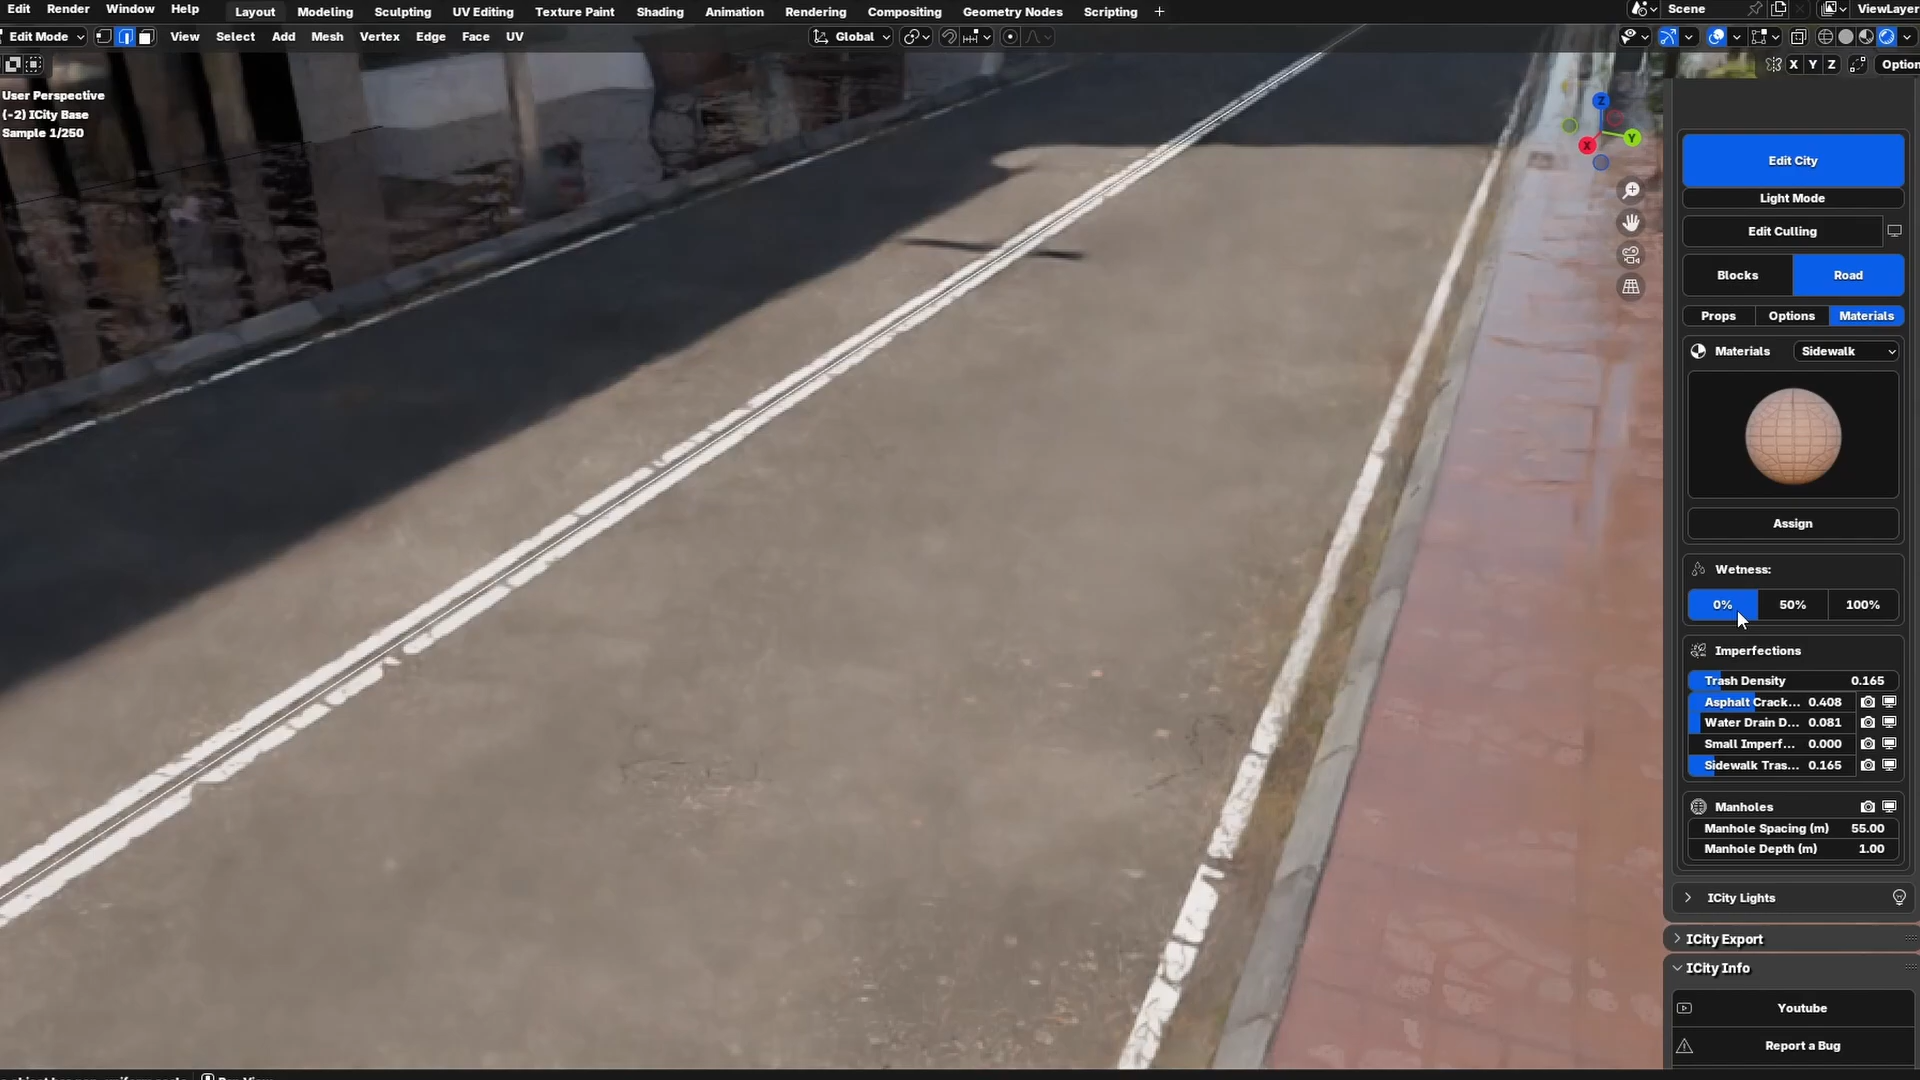 Edit Render Window Help Layout Modeling Sculpting UV Editing Texture Paint Shading Animation Rendering Compositing Geometry Nodes Scripting + Scene ViewLayer
Edit Mode View Select Add Mesh Vertex Edge Face UV Global
X Y Z Option
User Perspective
(-2) ICity Base
Sample 1/250
Z
Y
X
Edit City
Light Mode
Edit Culling
Blocks Road
Props Options Materials
Materials Sidewalk
Assign
Wetness:
0% 50% 100%
Imperfections
Trash Density 0.165
Asphalt Crack... 0.408
Water Drain D... 0.081
Small Imperf... 0.000
Sidewalk Tras... 0.165
Manholes
Manhole Spacing (m) 55.00
Manhole Depth (m) 1.00
ICity Lights
ICity Export
ICity Info
Youtube
Report a Bug